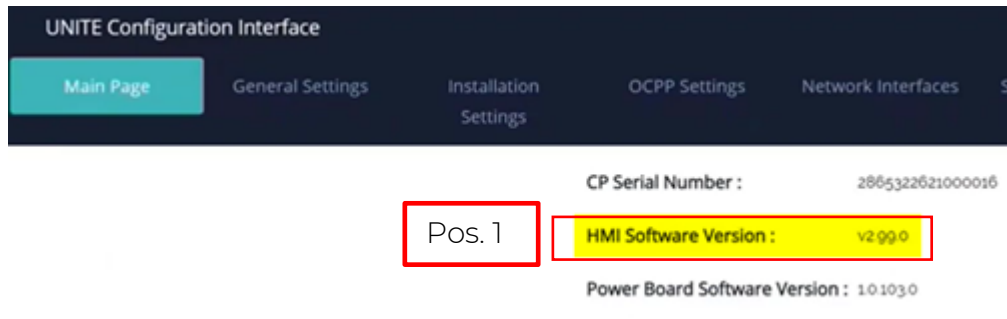 UNITE Configuration Interface
Main Page General Settings Installation Settings OCPP Settings Network Interfaces S
CP Serial Number : 2865322621000016
Pos. 1 HMI Software Version : v2.99.0
Power Board Software Version : 1.0.103.0